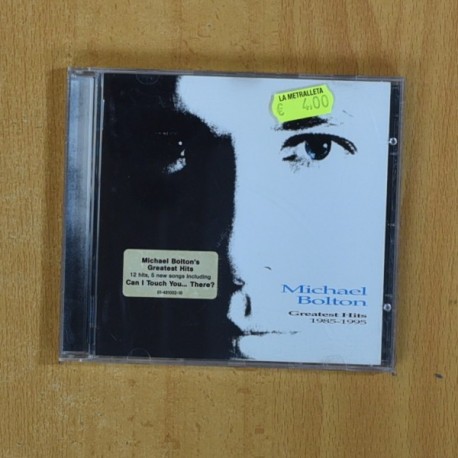 LA METRALLETA
€ 4,00
Michael Bolton's
Greatest Hits
12 hits, 5 new songs including
Can I Touch You... There?
Michael
Bolton
Greatest Hits
1985-1995